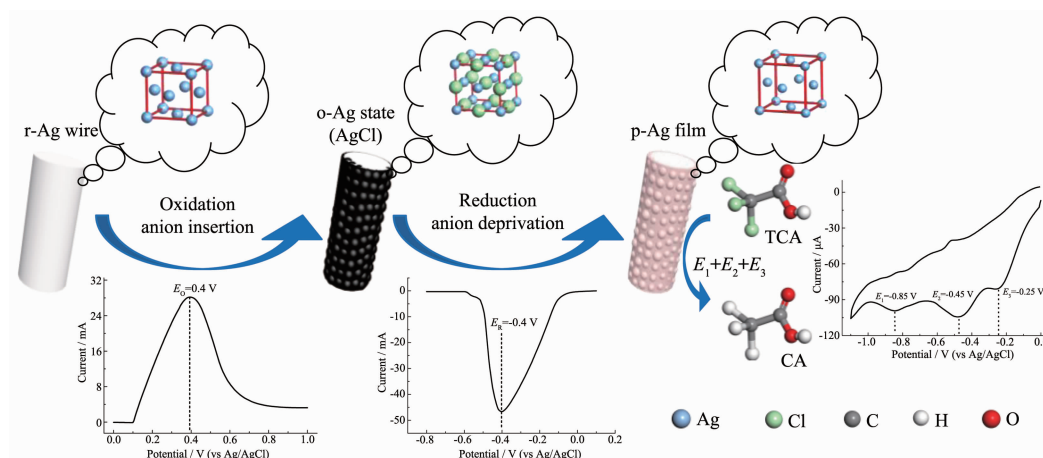 r-Ag wire
Oxidation
anion insertion
o-Ag state
(AgCl)
Reduction
anion deprivation
p-Ag film
TCA
E1+E2+E3
CA
Current / mA
32
24
16
8
0
EO=0.4 V
0.0 0.2 0.4 0.6 0.8 1.0
Potential / V (vs Ag/AgCl)
Current / mA
0
-10
-20
-30
-40
-50
ER=-0.4 V
-0.8 -0.6 -0.4 -0.2 0.0 0.2
Potential / V (vs Ag/AgCl)
Current / μA
0
-30
-60
-90
-120
E1=-0.85 V
E2=-0.45 V
E3=-0.25 V
-1.0 -0.8 -0.6 -0.4 -0.2 0.0
Potential / V (vs Ag/AgCl)
Ag Cl C H O